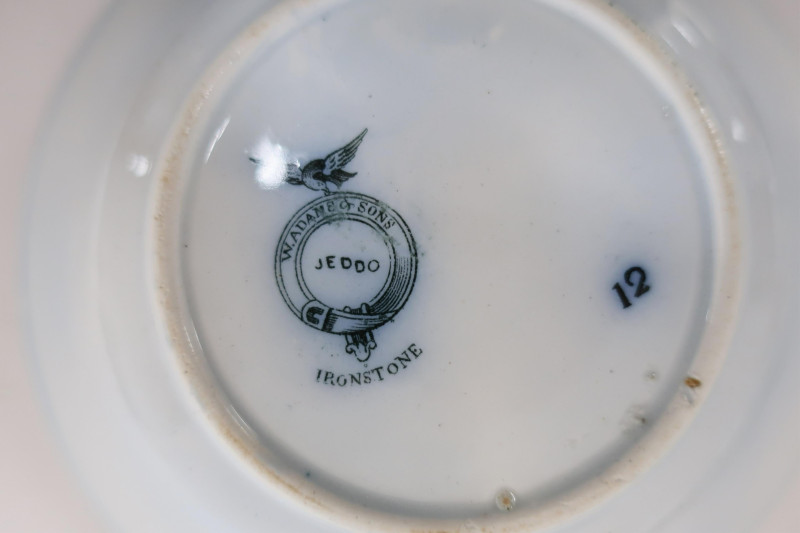 W. ADAMS & SONS
JEDDO
IRONSTONE
12